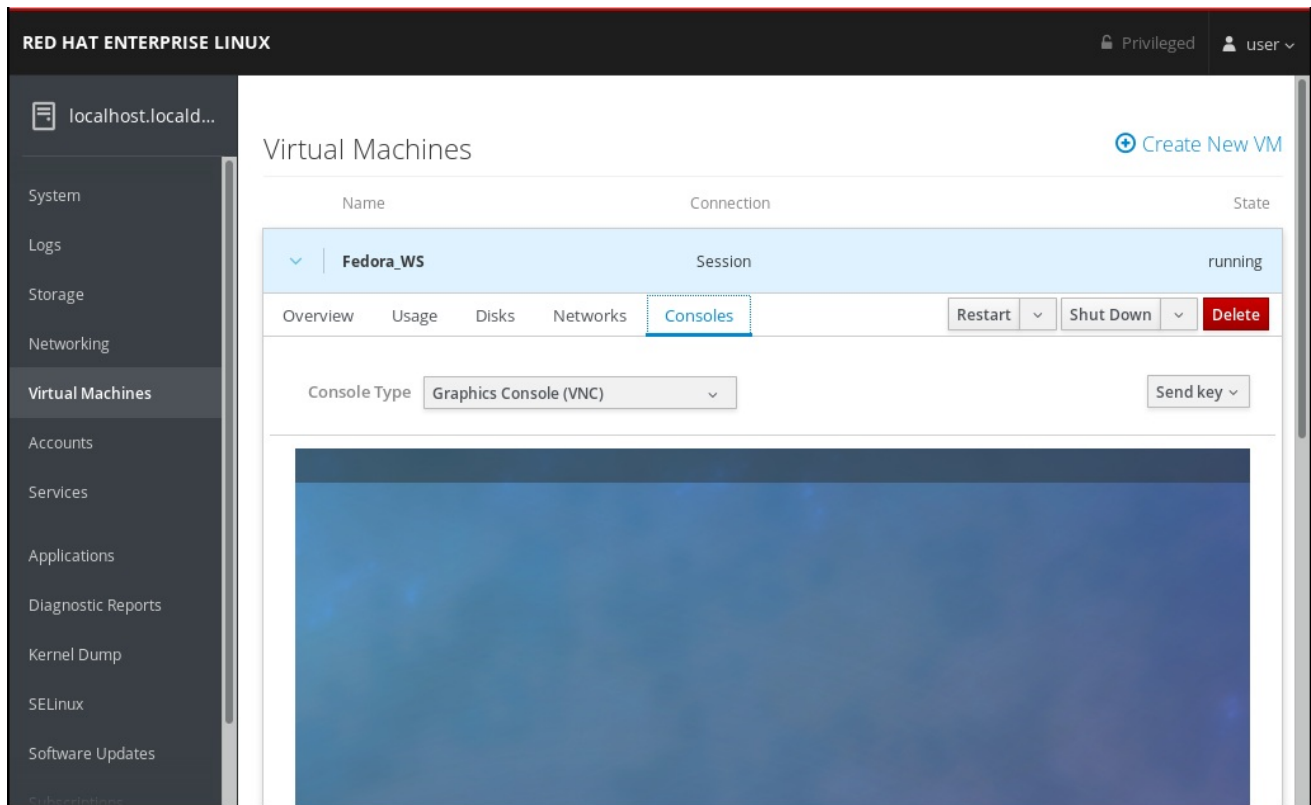 RED HAT ENTERPRISE LINUX
Privileged
user
localhost.locald...
Virtual Machines
Create New VM
System
Logs
Storage
Networking
Virtual Machines
Accounts
Services
Applications
Diagnostic Reports
Kernel Dump
SELinux
Software Updates
Subscriptions
Name Connection State
Fedora_WS Session running
Overview Usage Disks Networks Consoles Restart Shut Down Delete
Console Type Graphics Console (VNC) Send key